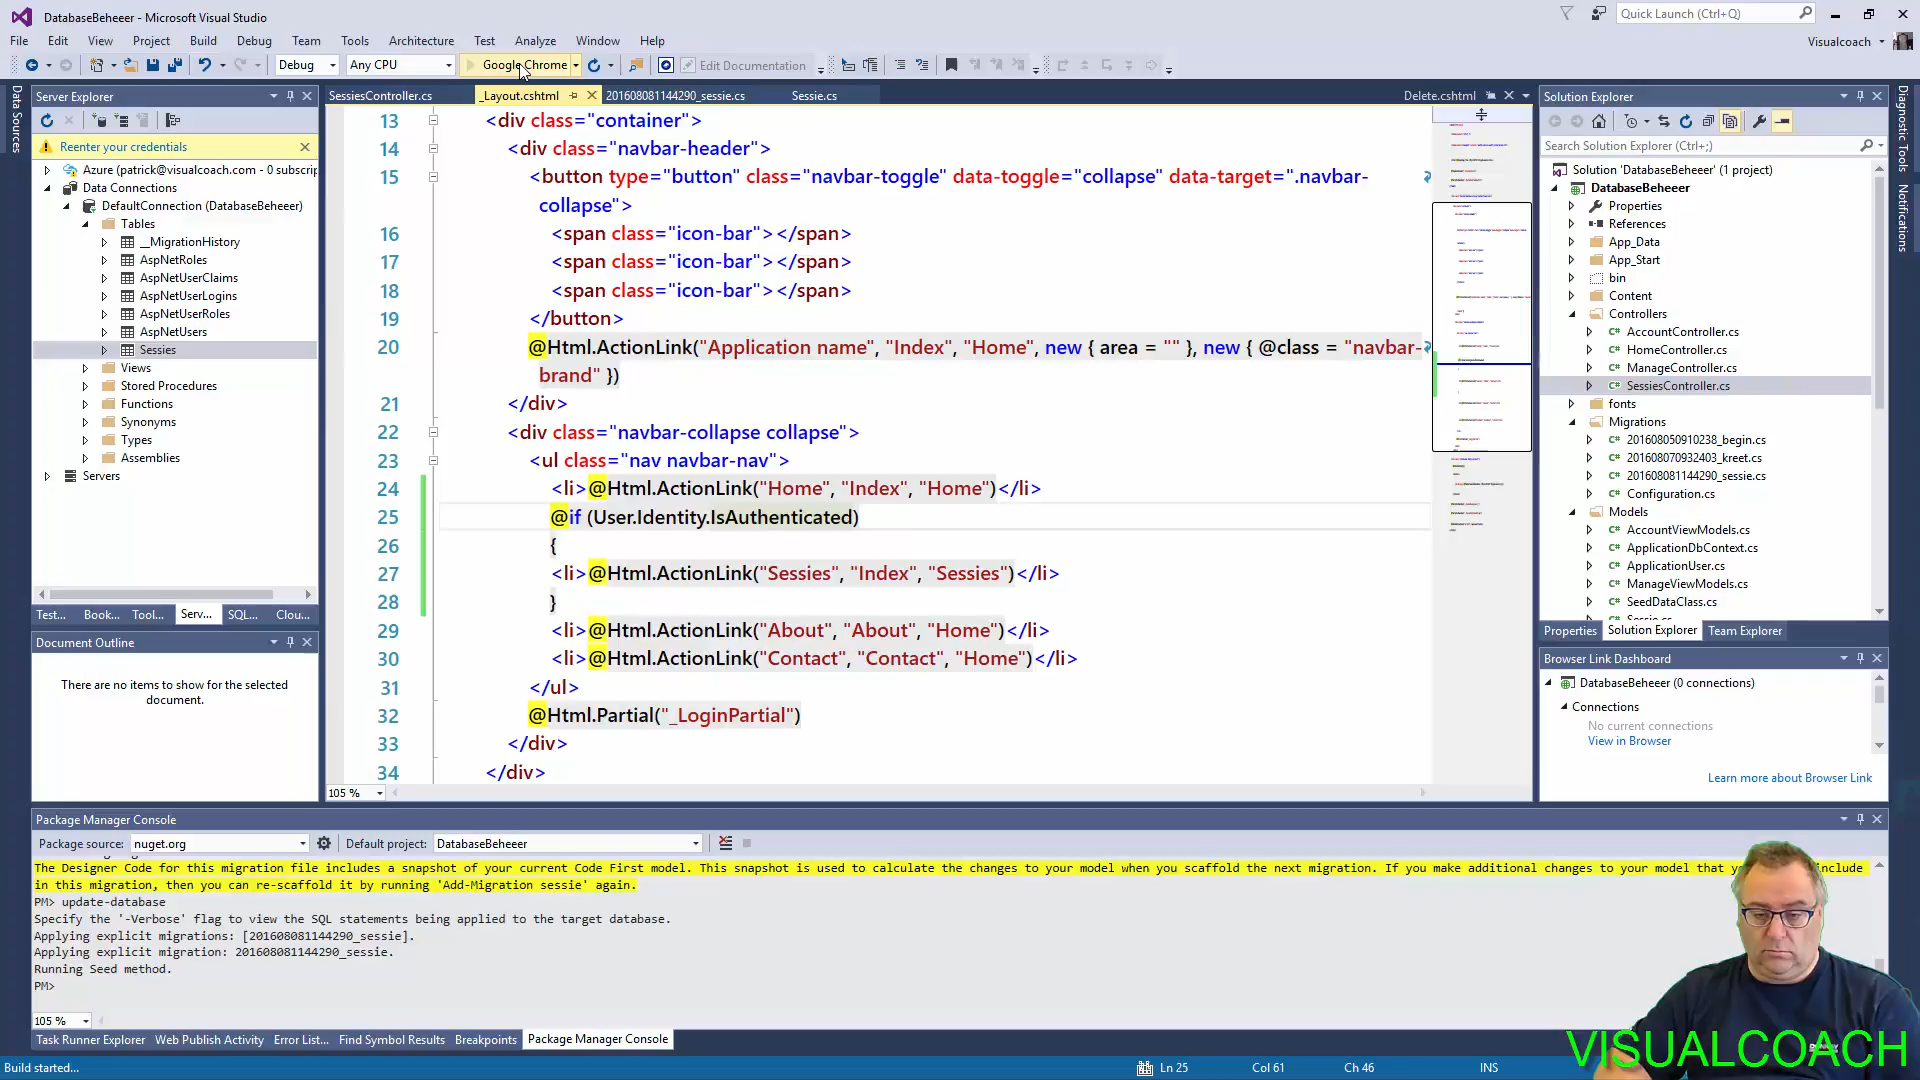 DatabaseBeheeer - Microsoft Visual Studio
Quick Launch (Ctrl+Q)
File Edit View Project Build Debug Team Tools Architecture Test Analyze Window Help
Visualcoach
Debug Any CPU Google Chrome Edit Documentation
Data Sources
Server Explorer
Reenter your credentials
Azure (patrick@visualcoach.com - 0 subscrip
Data Connections
DefaultConnection (DatabaseBeheeer)
Tables
__MigrationHistory
AspNetRoles
AspNetUserClaims
AspNetUserLogins
AspNetUserRoles
AspNetUsers
Sessies
Views
Stored Procedures
Functions
Synonyms
Types
Assemblies
Servers
Test... Book... Tool... Serv... SQL... Clou...
Document Outline
There are no items to show for the selected
document.
SessiesController.cs _Layout.cshtml 201608081144290_sessie.cs Sessie.cs Delete.cshtml
13 <div class="container">
14 <div class="navbar-header">
15 <button type="button" class="navbar-toggle" data-toggle="collapse" data-target=".navbar-
collapse">
16 <span class="icon-bar"></span>
17 <span class="icon-bar"></span>
18 <span class="icon-bar"></span>
19 </button>
20 @Html.ActionLink("Application name", "Index", "Home", new { area = "" }, new { @class = "navbar-
brand" })
21 </div>
22 <div class="navbar-collapse collapse">
23 <ul class="nav navbar-nav">
24 <li>@Html.ActionLink("Home", "Index", "Home")</li>
25 @if (User.Identity.IsAuthenticated)
26 {
27 <li>@Html.ActionLink("Sessies", "Index", "Sessies")</li>
28 }
29 <li>@Html.ActionLink("About", "About", "Home")</li>
30 <li>@Html.ActionLink("Contact", "Contact", "Home")</li>
31 </ul>
32 @Html.Partial("_LoginPartial")
33 </div>
34 </div>
105 %
Solution Explorer
Search Solution Explorer (Ctrl+;)
Solution 'DatabaseBeheeer' (1 project)
DatabaseBeheeer
Properties
References
App_Data
App_Start
bin
Content
Controllers
AccountController.cs
HomeController.cs
ManageController.cs
SessiesController.cs
fonts
Migrations
201608050910238_begin.cs
201608070932403_kreet.cs
201608081144290_sessie.cs
Configuration.cs
Models
AccountViewModels.cs
ApplicationDbContext.cs
ApplicationUser.cs
ManageViewModels.cs
SeedDataClass.cs
Sessie.cs
Properties Solution Explorer Team Explorer
Browser Link Dashboard
DatabaseBeheeer (0 connections)
Connections
No current connections
View in Browser
Learn more about Browser Link
Diagnostic Tools
Notifications
Package Manager Console
Package source: nuget.org Default project: DatabaseBeheeer
The Designer Code for this migration file includes a snapshot of your current Code First model. This snapshot is used to calculate the changes to your model when you scaffold the next migration. If you make additional changes to your model that include
in this migration, then you can re-scaffold it by running 'Add-Migration sessie' again.
PM> update-database
Specify the '-Verbose' flag to view the SQL statements being applied to the target database.
Applying explicit migrations: [201608081144290_sessie].
Applying explicit migration: 201608081144290_sessie.
Running Seed method.
PM>
105 %
Task Runner Explorer Web Publish Activity Error List... Find Symbol Results Breakpoints Package Manager Console
VISUALCOACH
Build started... Ln 25 Col 61 Ch 46 INS